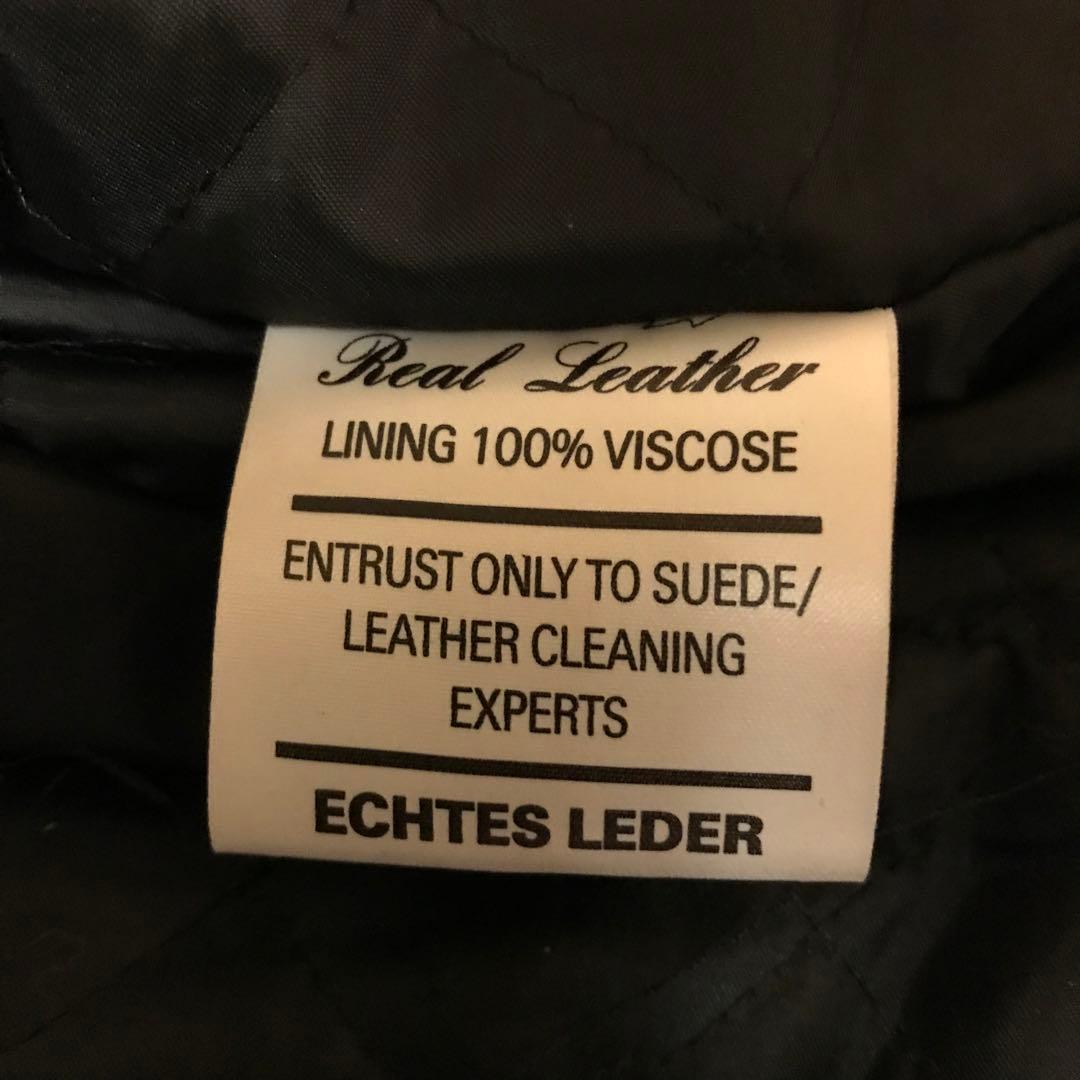 Real Leather
LINING 100% VISCOSE
ENTRUST ONLY TO SUEDE/
LEATHER CLEANING
EXPERTS
ECHTES LEDER